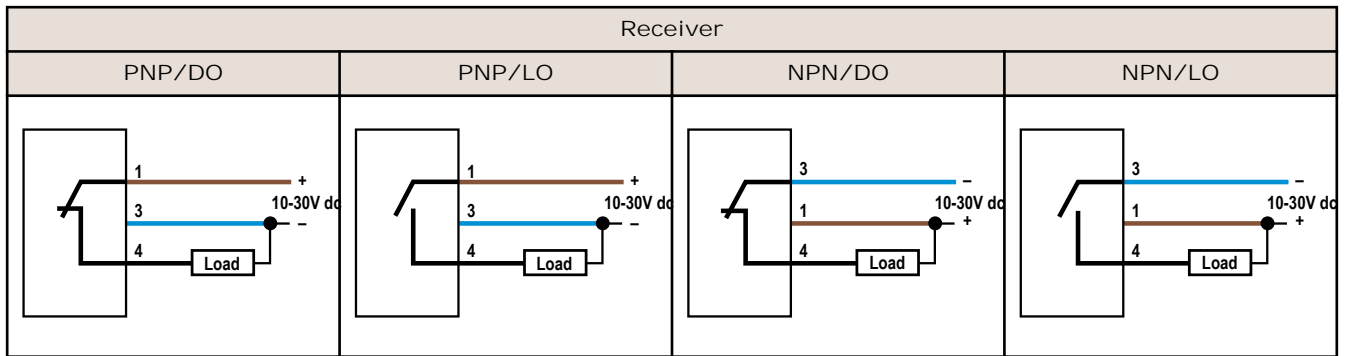 Receiver
PNP/DO PNP/LO NPN/DO NPN/LO
1
+
10-30V dc
3
–
4
Load
1
+
10-30V dc
3
–
4
Load
3
–
10-30V dc
1
+
4
Load
3
–
10-30V dc
1
+
4
Load